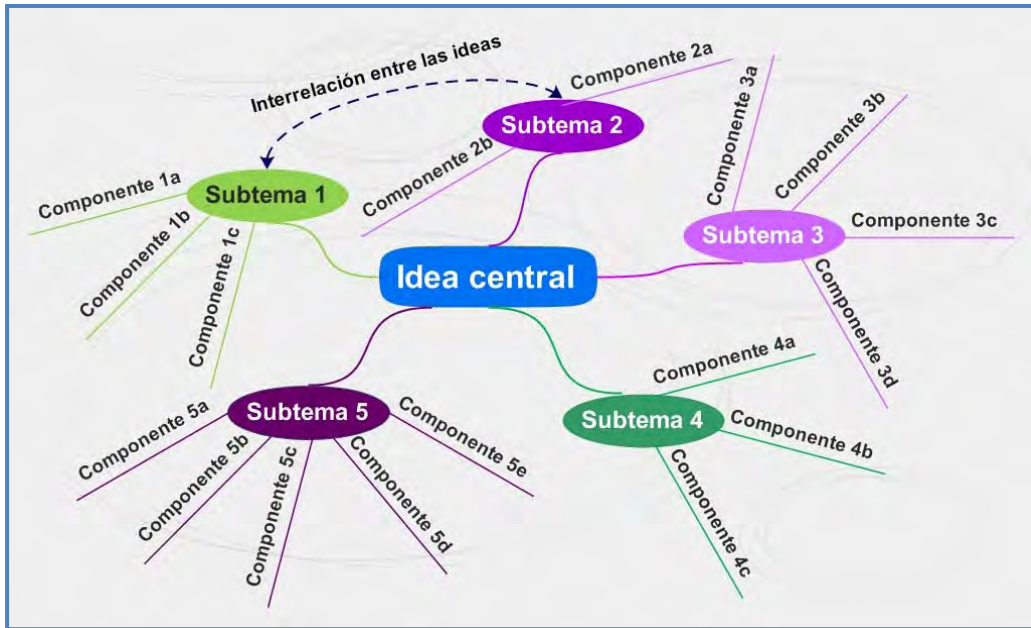 Interrelación entre las ideas
Idea central
Subtema 1
Componente 1a
Componente 1b
Componente 1c
Subtema 2
Componente 2a
Componente 2b
Subtema 3
Componente 3a
Componente 3b
Componente 3c
Componente 3d
Subtema 4
Componente 4a
Componente 4b
Componente 4c
Subtema 5
Componente 5a
Componente 5b
Componente 5c
Componente 5d
Componente 5e